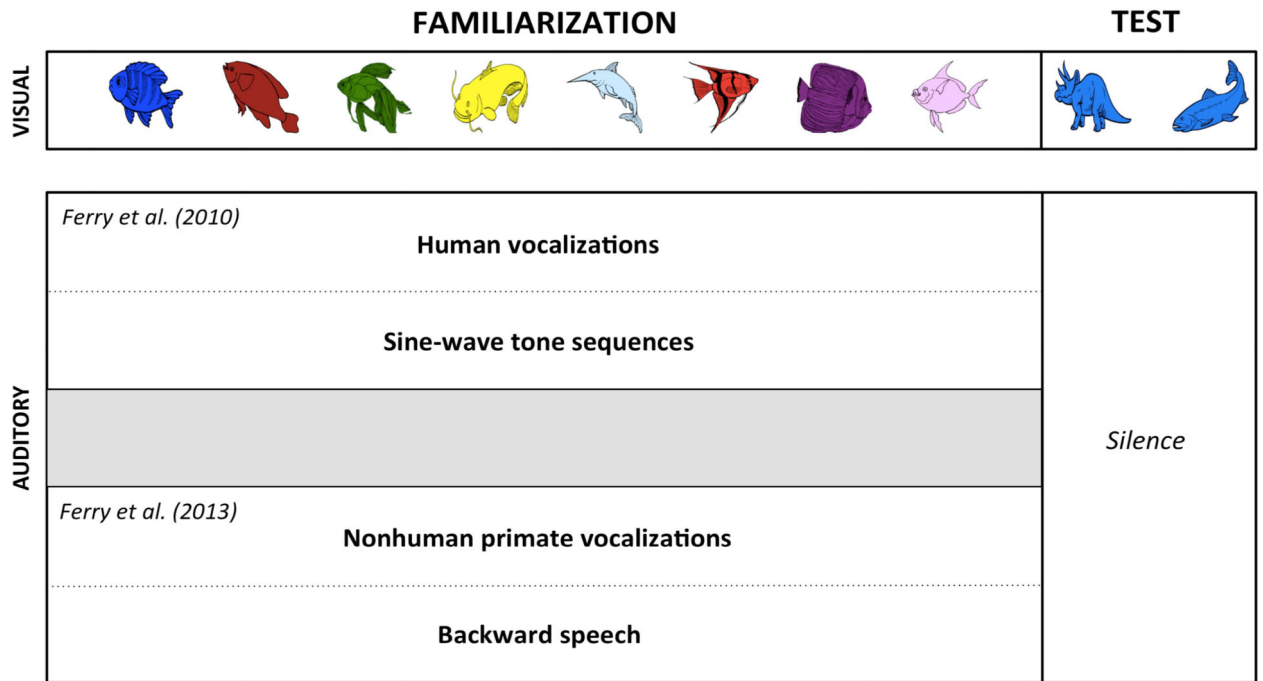 FAMILIARIZATION
TEST
VISUAL
AUDITORY
Ferry et al. (2010)
Human vocalizations
Sine-wave tone sequences
Silence
Ferry et al. (2013)
Nonhuman primate vocalizations
Backward speech